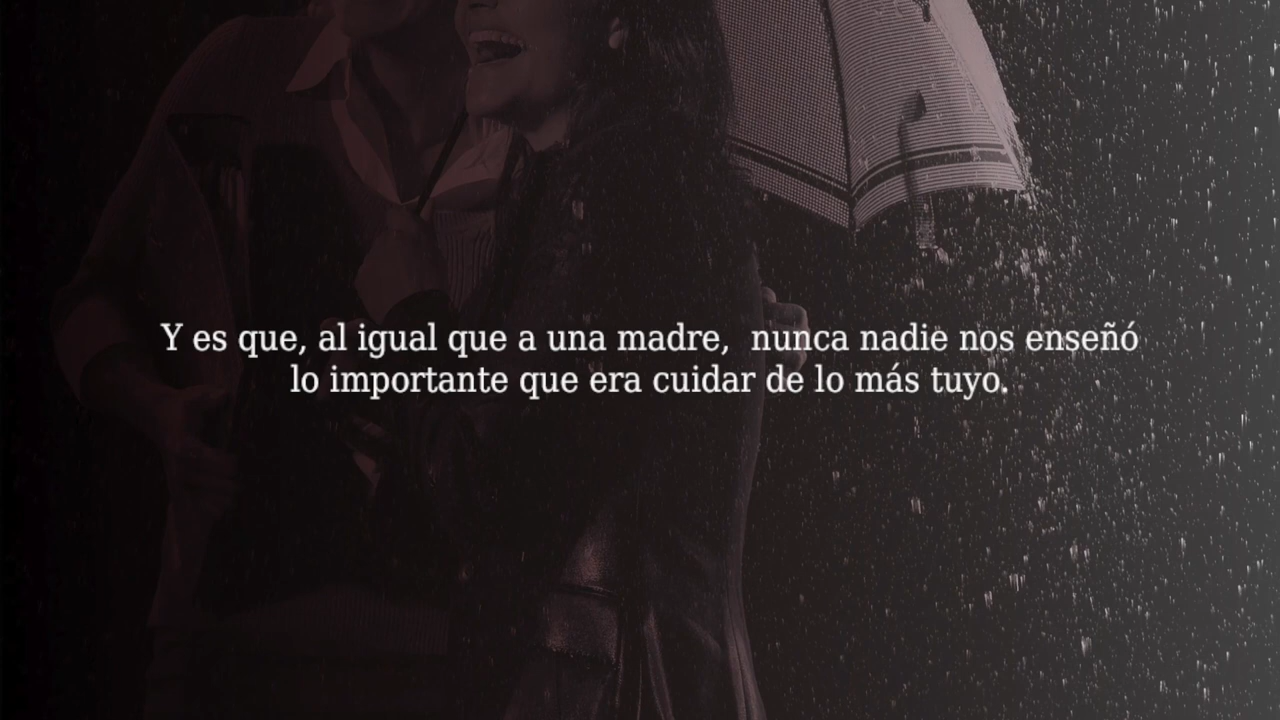 Y es que, al igual que a una madre,  nunca nadie nos enseñó
lo importante que era cuidar de lo más tuyo.